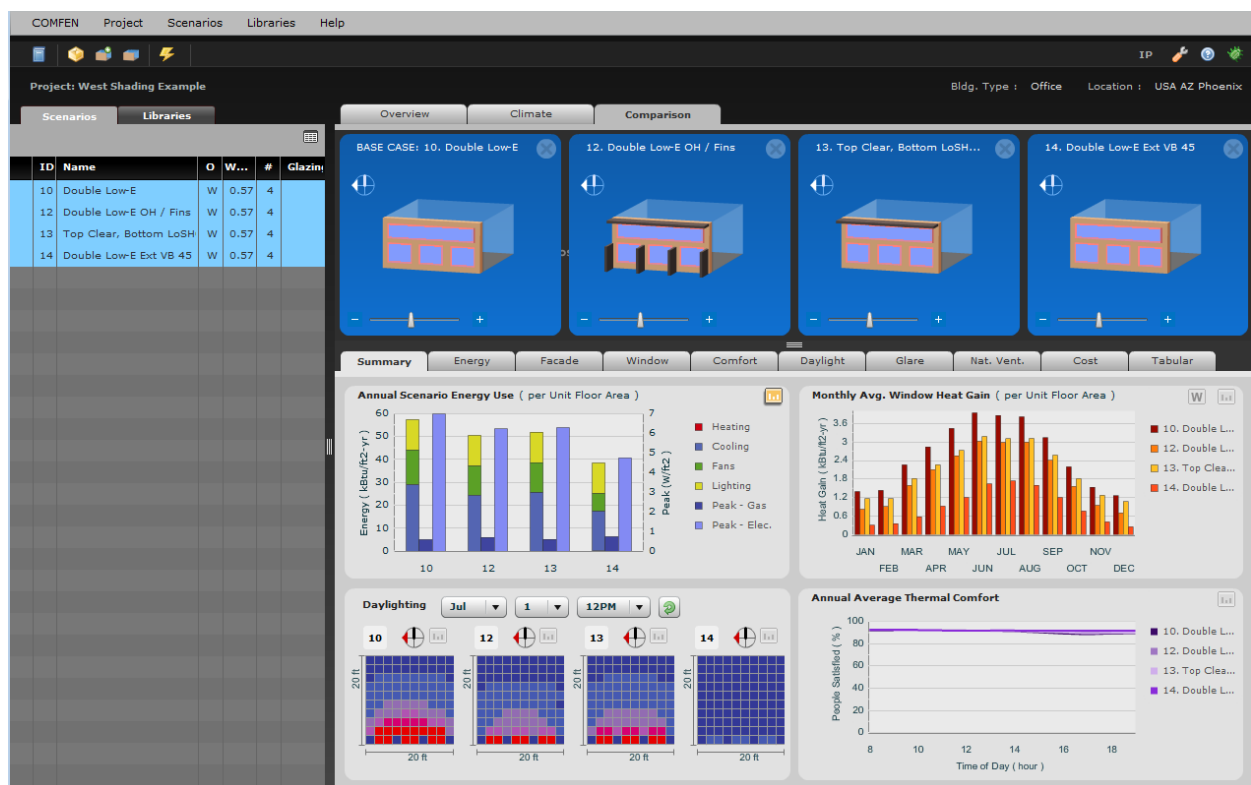 COMFEN Project Scenarios Libraries Help
IP
Project: West Shading Example
Bldg. Type : Office Location : USA AZ Phoenix
Scenarios Libraries
Overview Climate Comparison
ID Name O W... # Glazing
10 Double Low-E W 0.57 4
12 Double Low-E OH / Fins W 0.57 4
13 Top Clear, Bottom LoSH W 0.57 4
14 Double Low-E Ext VB 45 W 0.57 4
BASE CASE: 10. Double Low-E
12. Double Low-E OH / Fins
13. Top Clear, Bottom LoSH...
14. Double Low-E Ext VB 45
- +
- +
- +
- +
Summary Energy Facade Window Comfort Daylight Glare Nat. Vent. Cost Tabular
Annual Scenario Energy Use ( per Unit Floor Area )
Energy ( kBtu/ft2-yr )
60
50
40
30
20
10
0
7
6
5
4
3
2
1
0
Peak (W/ft2 )
10 12 13 14
Heating
Cooling
Fans
Lighting
Peak - Gas
Peak - Elec.
Monthly Avg. Window Heat Gain ( per Unit Floor Area )
W
Heat Gain ( kBtu/ft2-yr )
3.6
3
2.4
1.8
1.2
0.6
0
JAN MAR MAY JUL SEP NOV
FEB APR JUN AUG OCT DEC
10. Double L...
12. Double L...
13. Top Clea...
14. Double L...
Daylighting Jul 1 12PM
10 12 13 14
20 ft 20 ft 20 ft 20 ft
20 ft 20 ft 20 ft 20 ft
Annual Average Thermal Comfort
People Satisfied ( % )
100
80
60
40
20
0
8 10 12 14 16 18
Time of Day ( hour )
10. Double L...
12. Double L...
13. Top Clea...
14. Double L...